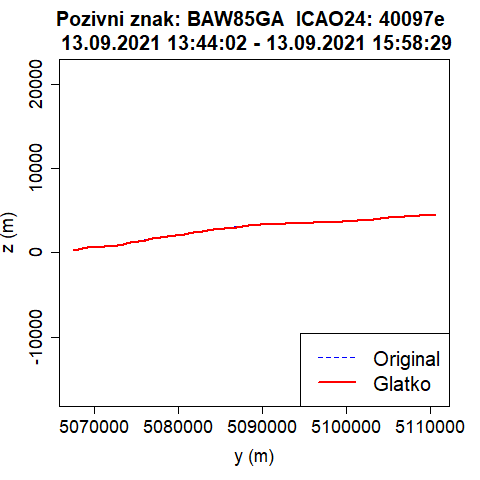 Pozivni znak: BAW85GA  ICAO24: 40097e
13.09.2021 13:44:02 - 13.09.2021 15:58:29
z (m)
20000
10000
0
-10000
Original
Glatko
5070000 5080000 5090000 5100000 5110000
y (m)